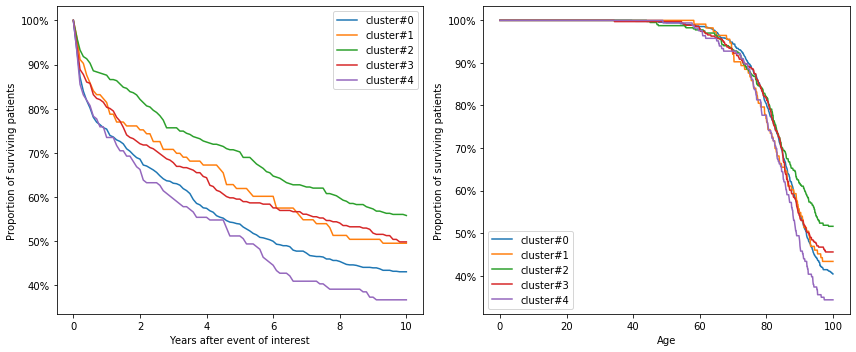 100%
90%
80%
70%
60%
50%
40%
Proportion of surviving patients
0
2
4
6
8
10
Years after event of interest
cluster#0
cluster#1
cluster#2
cluster#3
cluster#4
100%
90%
80%
70%
60%
50%
40%
Proportion of surviving patients
cluster#0
cluster#1
cluster#2
cluster#3
cluster#4
0
20
40
60
80
100
Age